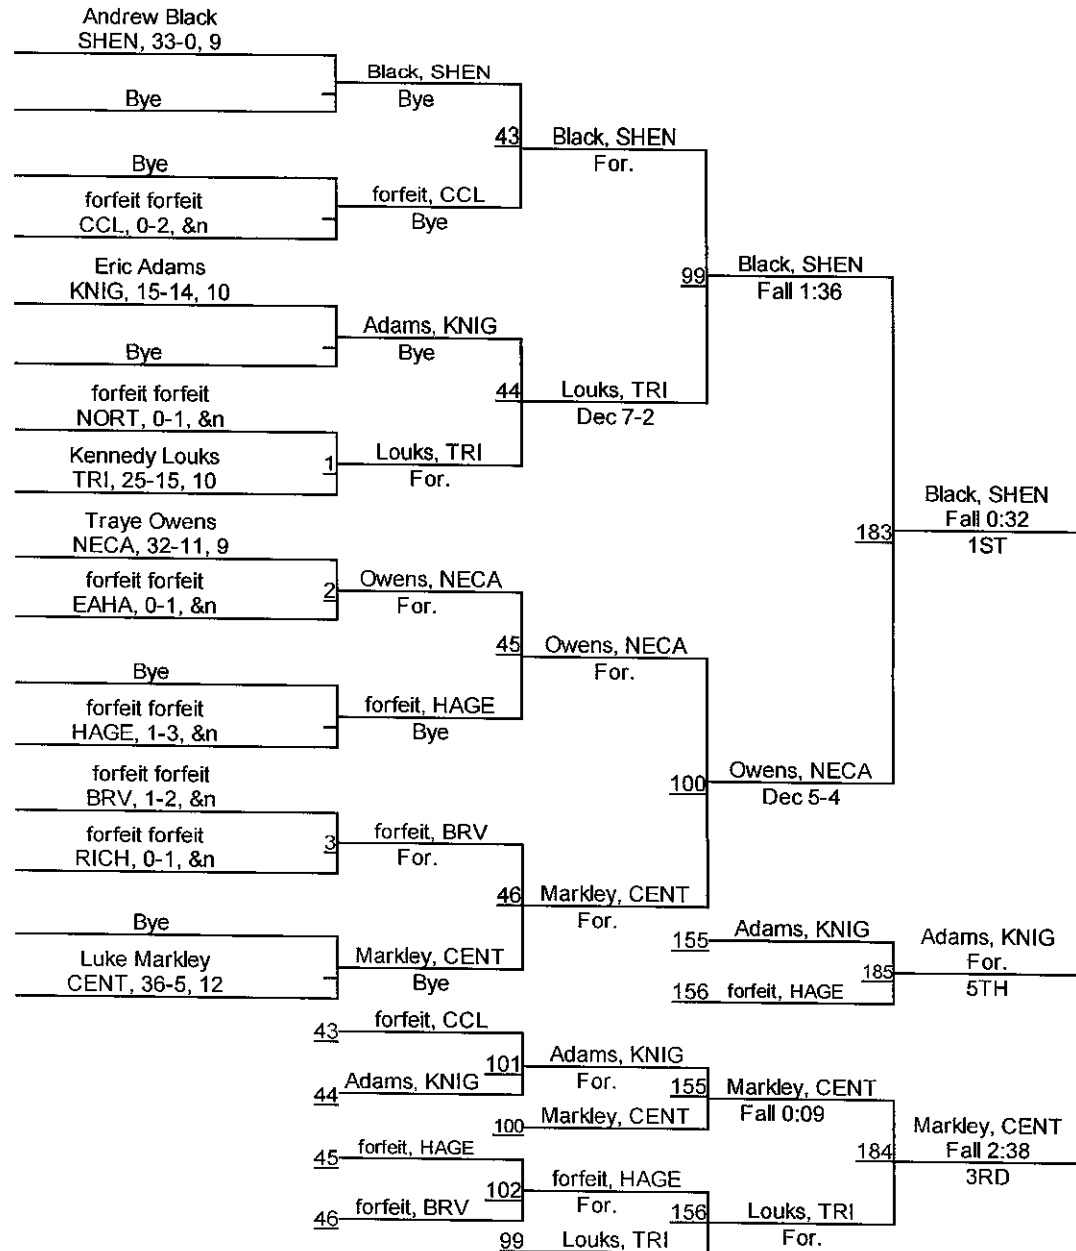 Andrew Black
SHEN, 33-0, 9
Black, SHEN
Bye
Bye
43
Black, SHEN
For.
Bye
forfeit forfeit
CCL, 0-2, &n
forfeit, CCL
Bye
99
Black, SHEN
Fall 1:36
Eric Adams
KNIG, 15-14, 10
Adams, KNIG
Bye
Bye
44
Louks, TRI
Dec 7-2
forfeit forfeit
NORT, 0-1, &n
Kennedy Louks
TRI, 25-15, 10
1
Louks, TRI
For.
183
Black, SHEN
Fall 0:32
1ST
Traye Owens
NECA, 32-11, 9
forfeit forfeit
EAHA, 0-1, &n
2
Owens, NECA
For.
45
Owens, NECA
For.
Bye
forfeit forfeit
HAGE, 1-3, &n
forfeit, HAGE
Bye
100
Owens, NECA
Dec 5-4
forfeit forfeit
BRV, 1-2, &n
forfeit forfeit
RICH, 0-1, &n
3
forfeit, BRV
For.
46
Markley, CENT
For.
Bye
Luke Markley
CENT, 36-5, 12
Markley, CENT
Bye
155
Adams, KNIG
156
forfeit, HAGE
185
Adams, KNIG
For.
5TH
43
forfeit, CCL
44
Adams, KNIG
101
Adams, KNIG
For.
100
Markley, CENT
155
Markley, CENT
Fall 0:09
45
forfeit, HAGE
46
forfeit, BRV
102
forfeit, HAGE
For.
99
Louks, TRI
156
Louks, TRI
For.
184
Markley, CENT
Fall 2:38
3RD